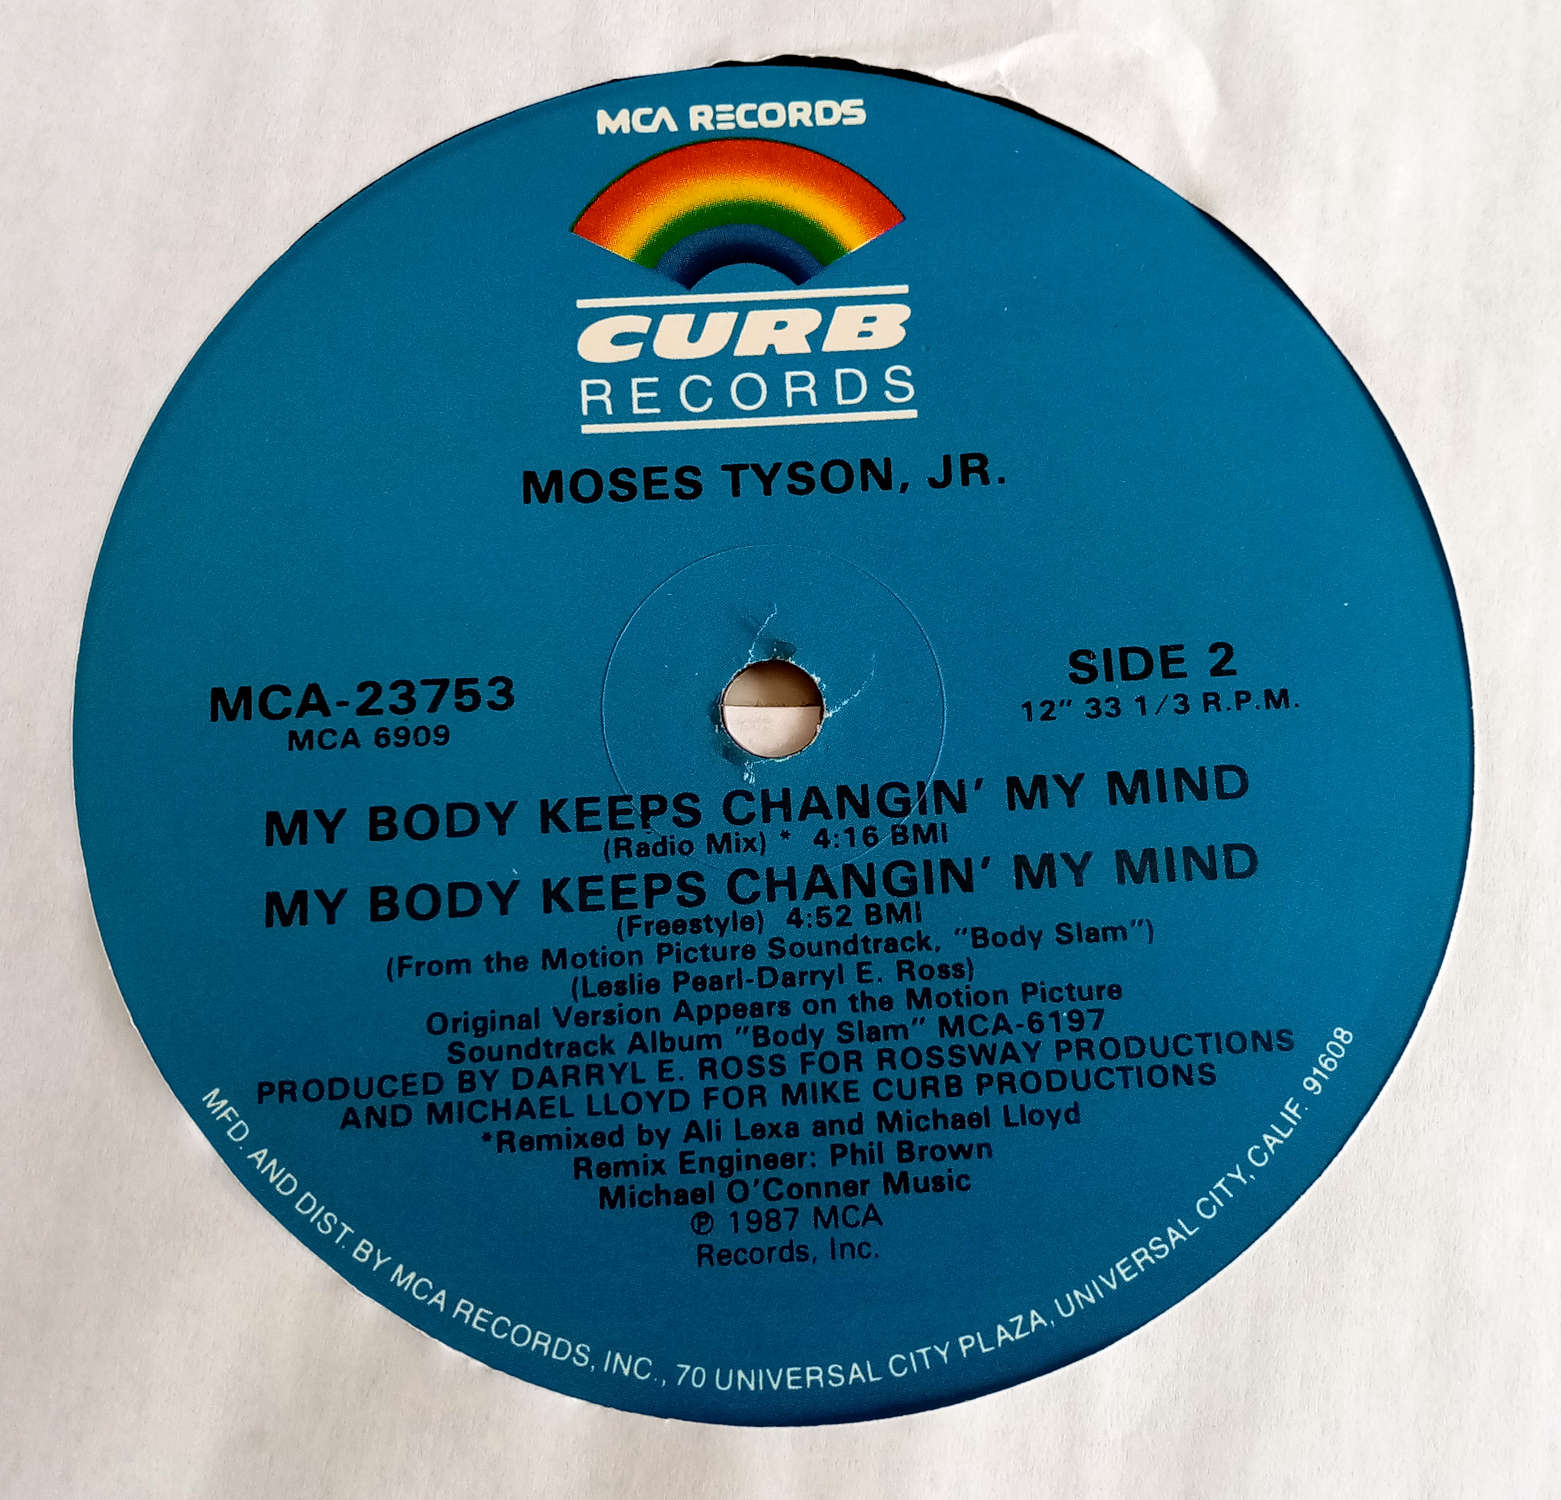 MCA RECORDS
CURB
RECORDS
MOSES TYSON, JR.
MCA-23753
MCA 6909
SIDE 2
12" 33 1/3 R.P.M.
MY BODY KEEPS CHANGIN' MY MIND
(Radio Mix) * 4:16 BMI
MY BODY KEEPS CHANGIN' MY MIND
(Freestyle) 4:52 BMI
(From the Motion Picture Soundtrack, "Body Slam")
(Leslie Pearl-Darryl E. Ross)
Original Version Appears on the Motion Picture
Soundtrack Album "Body Slam" MCA-6197
PRODUCED BY DARRYL E. ROSS FOR ROSSWAY PRODUCTIONS
AND MICHAEL LLOYD FOR MIKE CURB PRODUCTIONS
*Remixed by Ali Lexa and Michael Lloyd
Remix Engineer: Phil Brown
Michael O'Conner Music
℗ 1987 MCA
Records, Inc.
MFD. AND DIST. BY MCA RECORDS, INC., 70 UNIVERSAL CITY PLAZA, UNIVERSAL CITY, CALIF. 91608